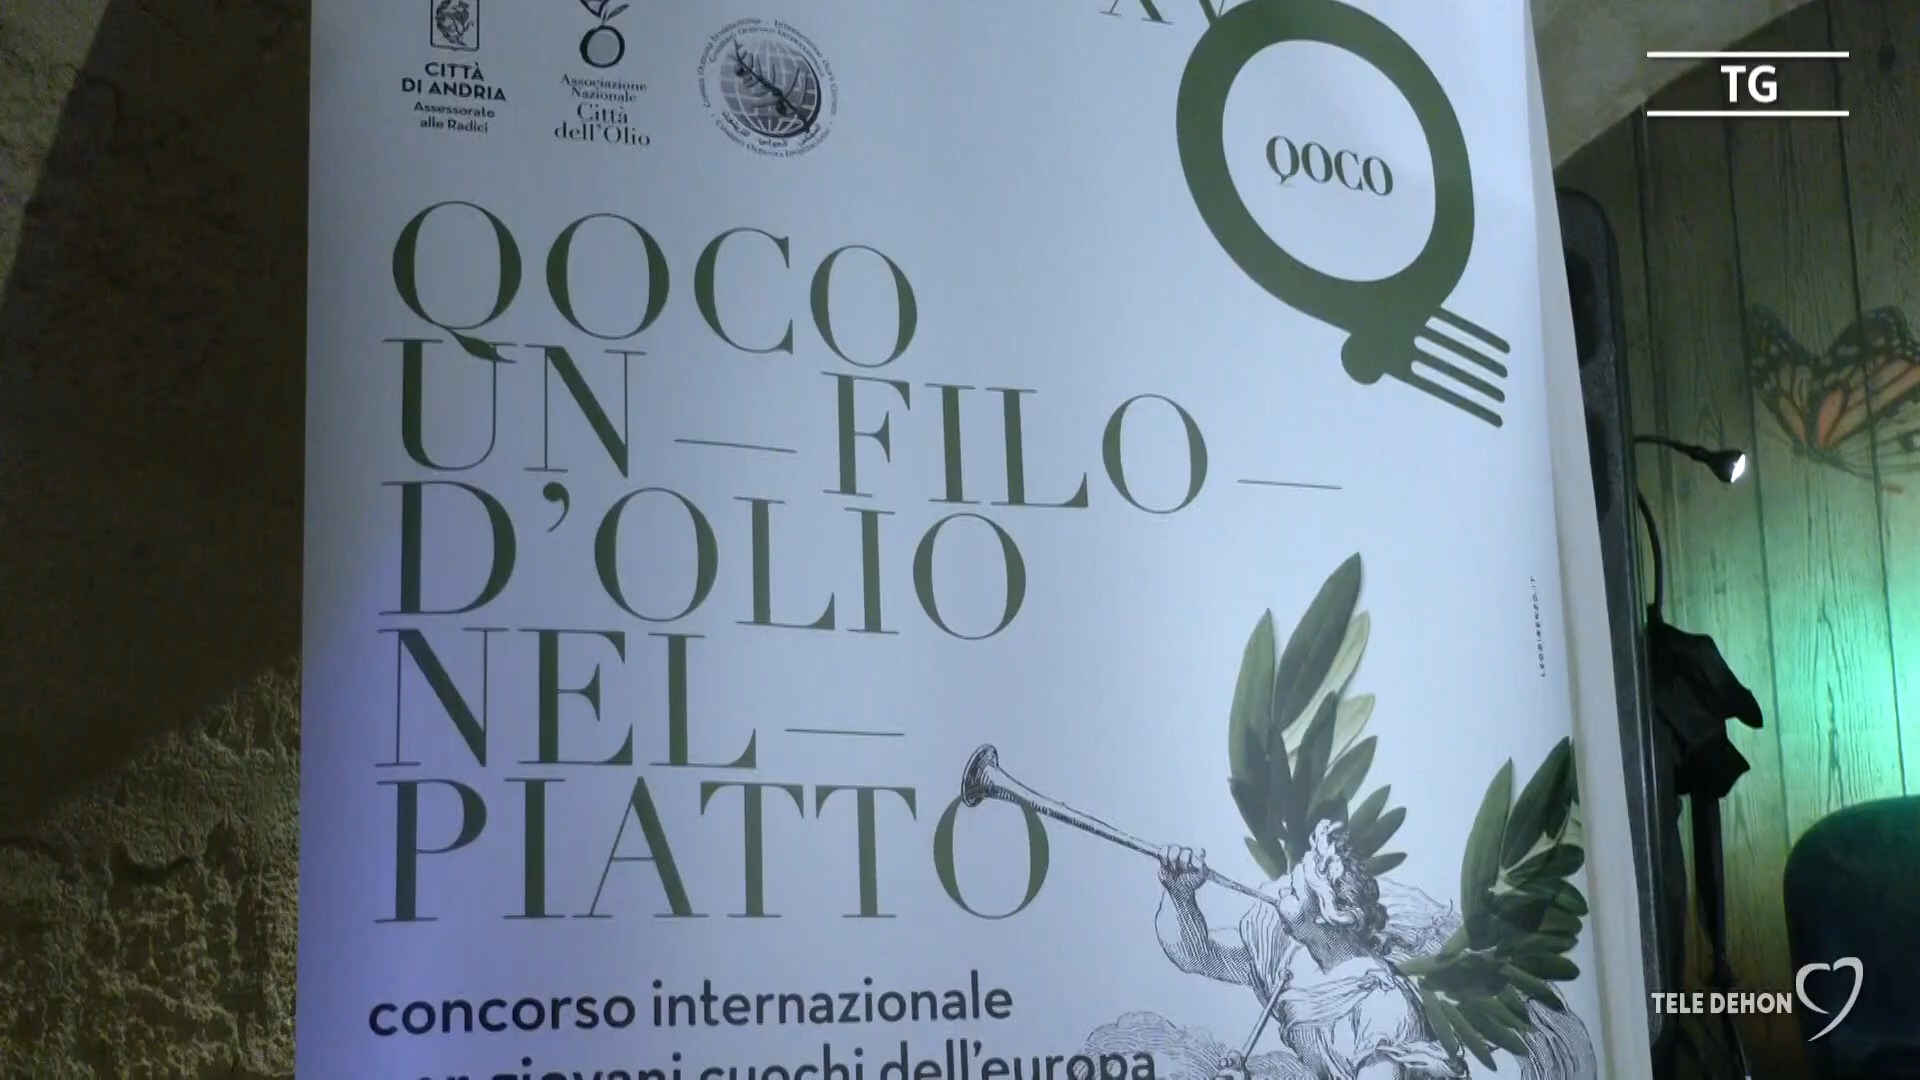 CITTÀ
DI ANDRIA
Assessorato
alle Radici
Associazione
Nazionale
Città
dell'Olio
XV
QOCO
QOCO
UN — FILO —
D'OLIO
NEL —
PIATTO
concorso internazionale
per giovani cuochi dell'europa
TG
TELE DEHON